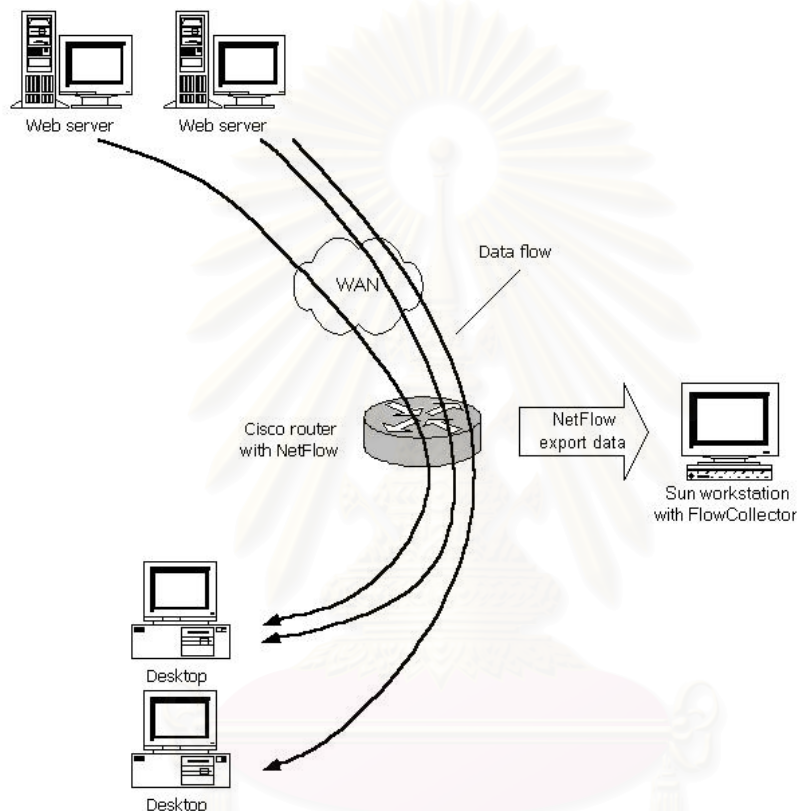 Web server
Web server
Data flow
WAN
Cisco router
with NetFlow
NetFlow
export data
Sun workstation
with FlowCollector
Desktop
Desktop